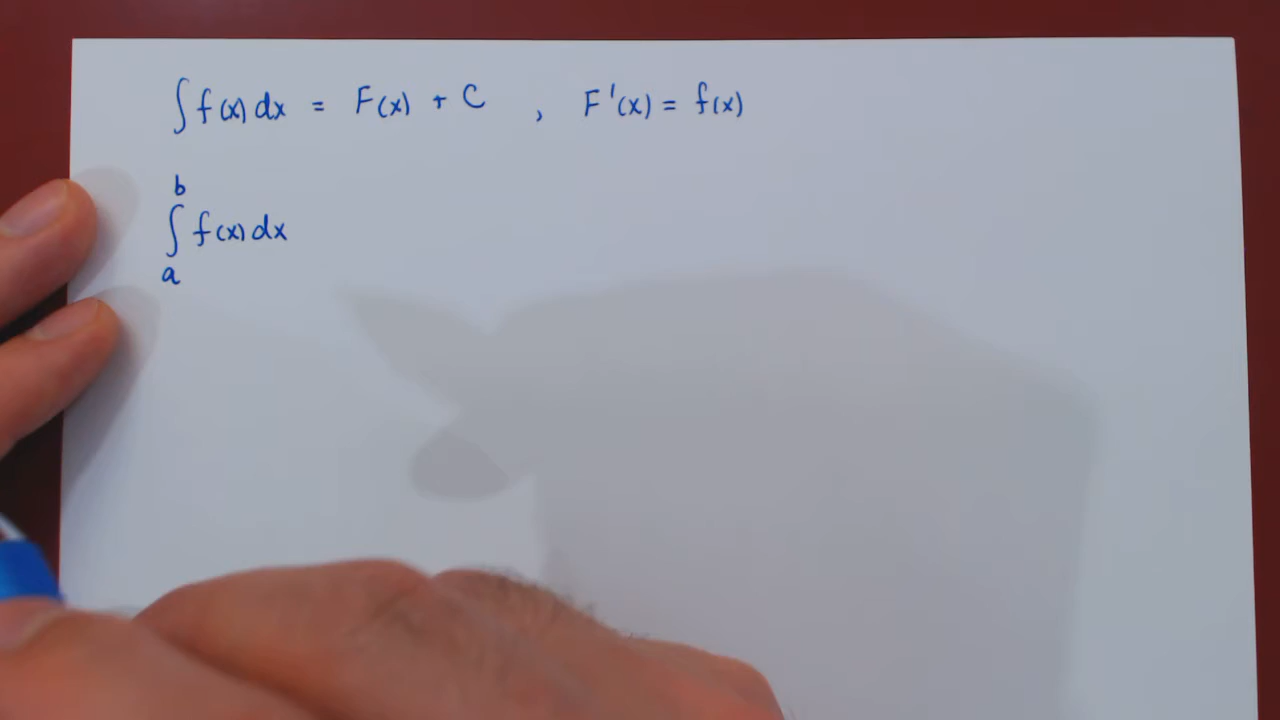 ∫ f(x) dx = F(x) + C , F'(x) = f(x)
b
∫ f(x) dx
a